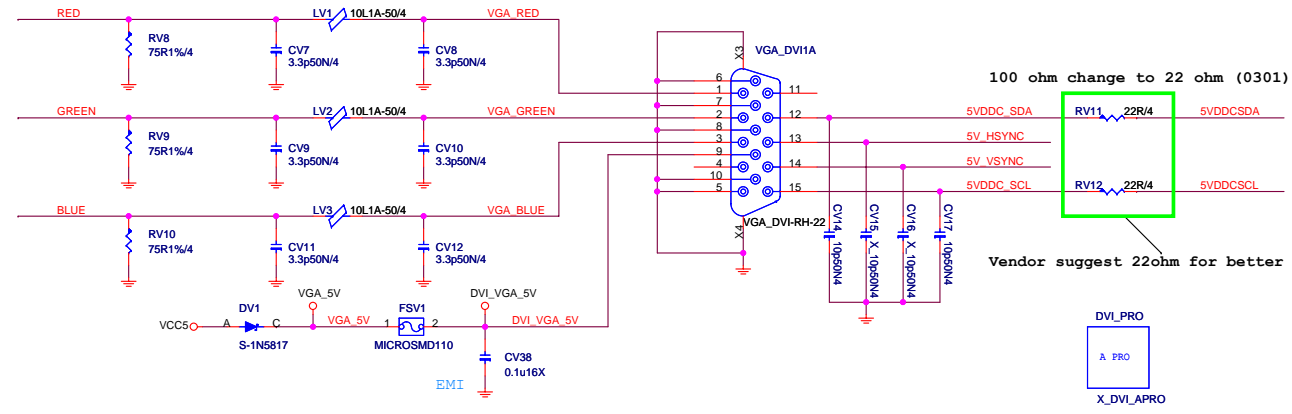 RED
LV1 10L1A-50/4
VGA_RED
RV8
75R1%/4
CV7
3.3p50N/4
CV8
3.3p50N/4
GREEN
LV2 10L1A-50/4
VGA_GREEN
RV9
75R1%/4
CV9
3.3p50N/4
CV10
3.3p50N/4
BLUE
LV3 10L1A-50/4
VGA_BLUE
RV10
75R1%/4
CV11
3.3p50N/4
CV12
3.3p50N/4
VCC5
A
DV1
C
S-1N5817
VGA_5V
VGA_5V
1
FSV1
2
MICROSMD110
DVI_VGA_5V
DVI_VGA_5V
CV38
0.1u16X
EMI
X3
VGA_DVI1A
6
1
7
2
8
3
9
4
10
5
11
12
13
14
15
X4
VGA_DVI-RH-22
5VDDC_SDA
5V_HSYNC
5V_VSYNC
5VDDC_SCL
CV14 10p50N4
CV15 X_10p50N4
CV16 X_10p50N4
CV17 10p50N4
100 ohm change to 22 ohm (0301)
RV11 22R/4
5VDDCSDA
RV12 22R/4
5VDDCSCL
Vendor suggest 22ohm for better
DVI_PRO
A PRO
X_DVI_APRO